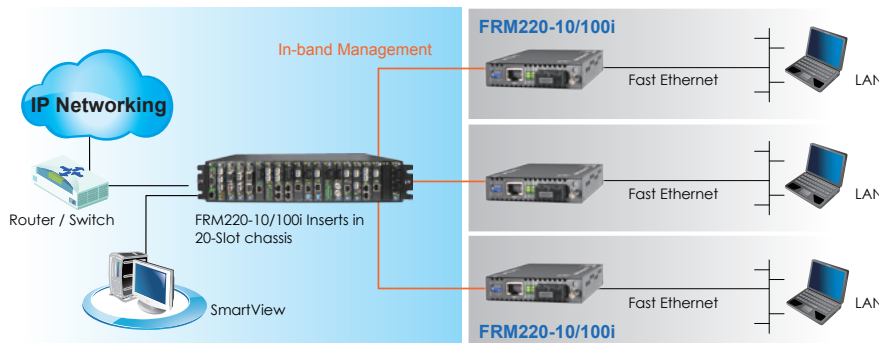 FRM220-10/100i
In-band Management
Fast Ethernet
LAN
IP Networking
Router / Switch
FRM220-10/100i Inserts in
20-Slot chassis
Fast Ethernet
LAN
SmartView
Fast Ethernet
LAN
FRM220-10/100i